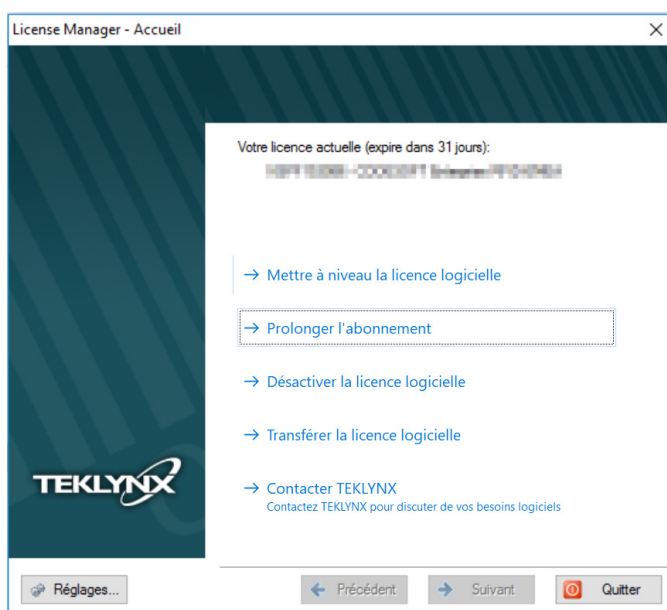 License Manager - Accueil
Votre licence actuelle (expire dans 31 jours):
→ Mettre à niveau la licence logicielle
→ Prolonger l'abonnement
→ Désactiver la licence logicielle
→ Transférer la licence logicielle
→ Contacter TEKLYNX
Contactez TEKLYNX pour discuter de vos besoins logiciels
TEKLYNX
Réglages...
Précédent
Suivant
Quitter